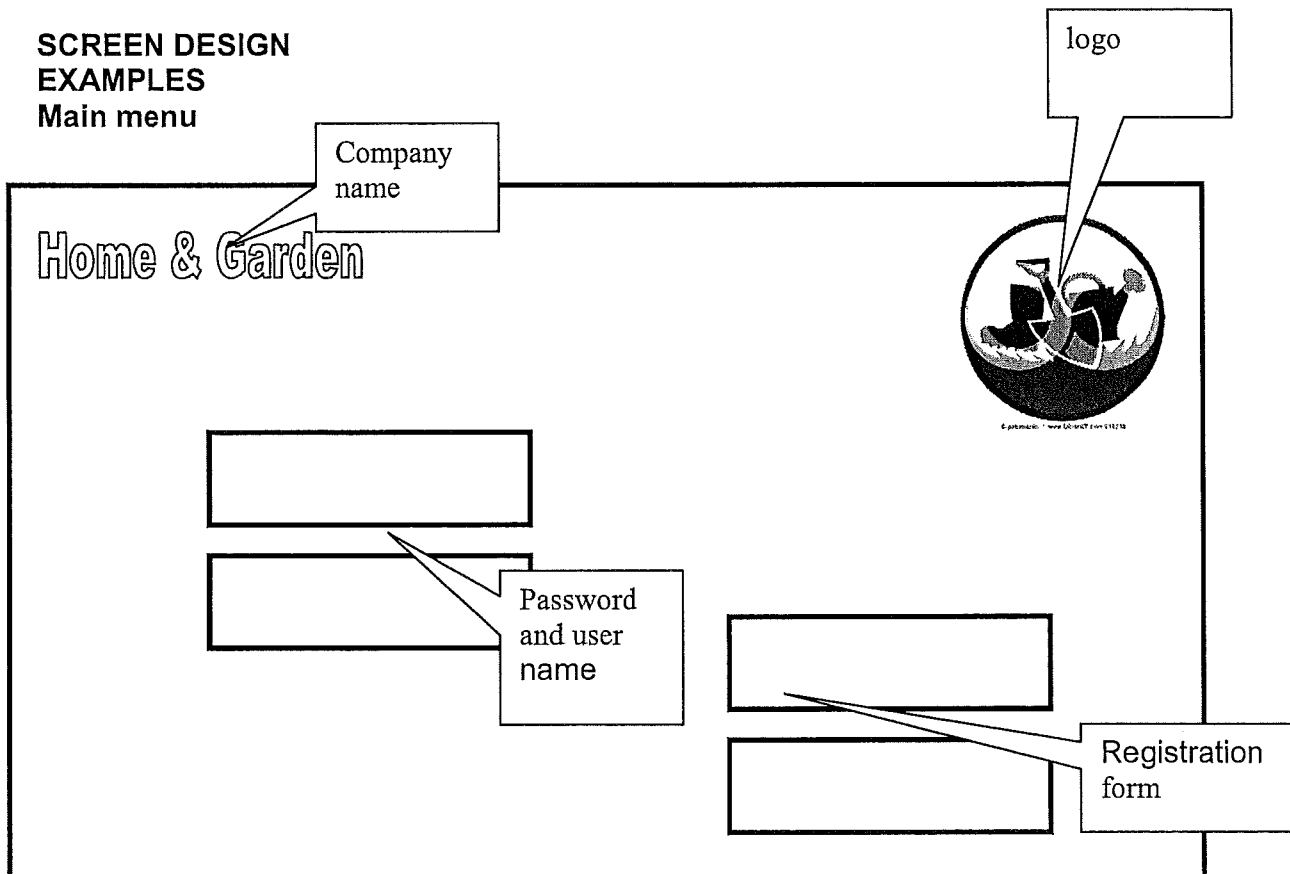 SCREEN DESIGN
EXAMPLES
Main menu
logo
Company
name
Home & Garden
Password
and user
name
Registration
form